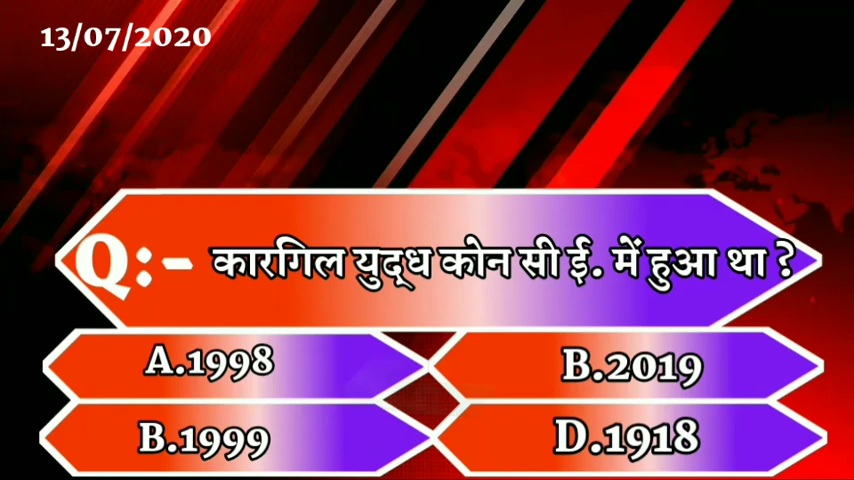 13/07/2020
Q:- कारगिल युद्ध कोन सी ई. में हुआ था ?
A.1998
B.2019
B.1999
D.1918